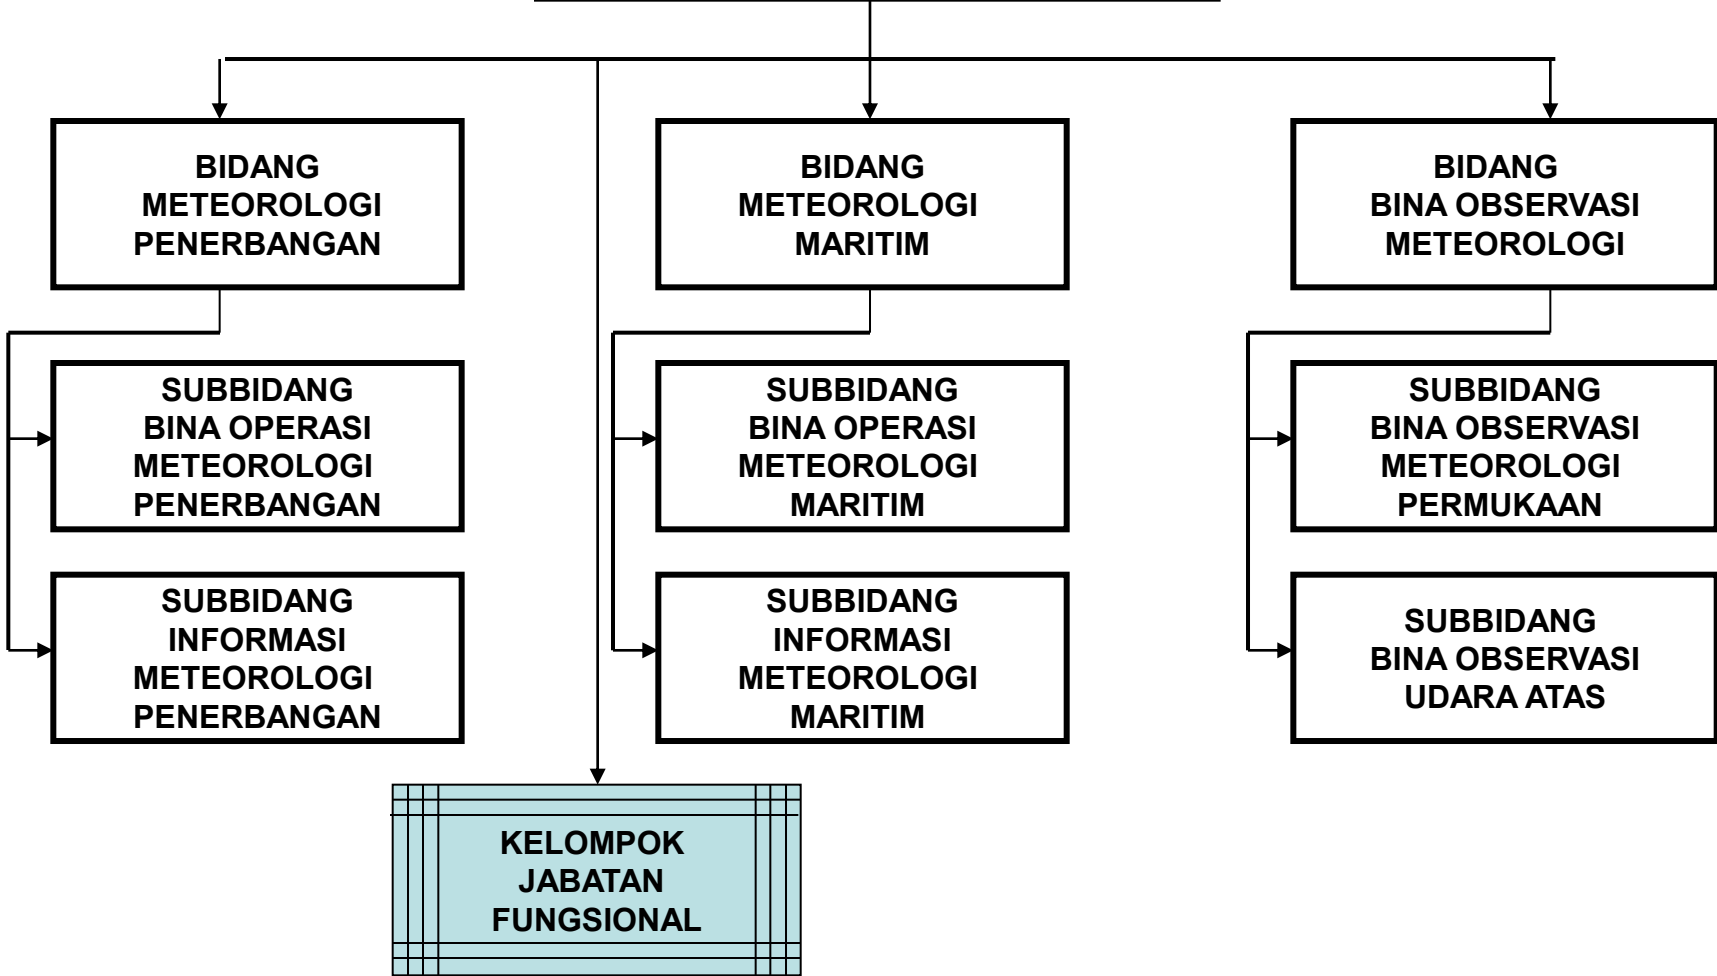 BIDANG
METEOROLOGI
PENERBANGAN
BIDANG
METEOROLOGI
MARITIM
BIDANG
BINA OBSERVASI
METEOROLOGI
SUBBIDANG
BINA OPERASI
METEOROLOGI
PENERBANGAN
SUBBIDANG
BINA OPERASI
METEOROLOGI
MARITIM
SUBBIDANG
BINA OBSERVASI
METEOROLOGI
PERMUKAAN
SUBBIDANG
INFORMASI
METEOROLOGI
PENERBANGAN
SUBBIDANG
INFORMASI
METEOROLOGI
MARITIM
SUBBIDANG
BINA OBSERVASI
UDARA ATAS
KELOMPOK
JABATAN
FUNGSIONAL